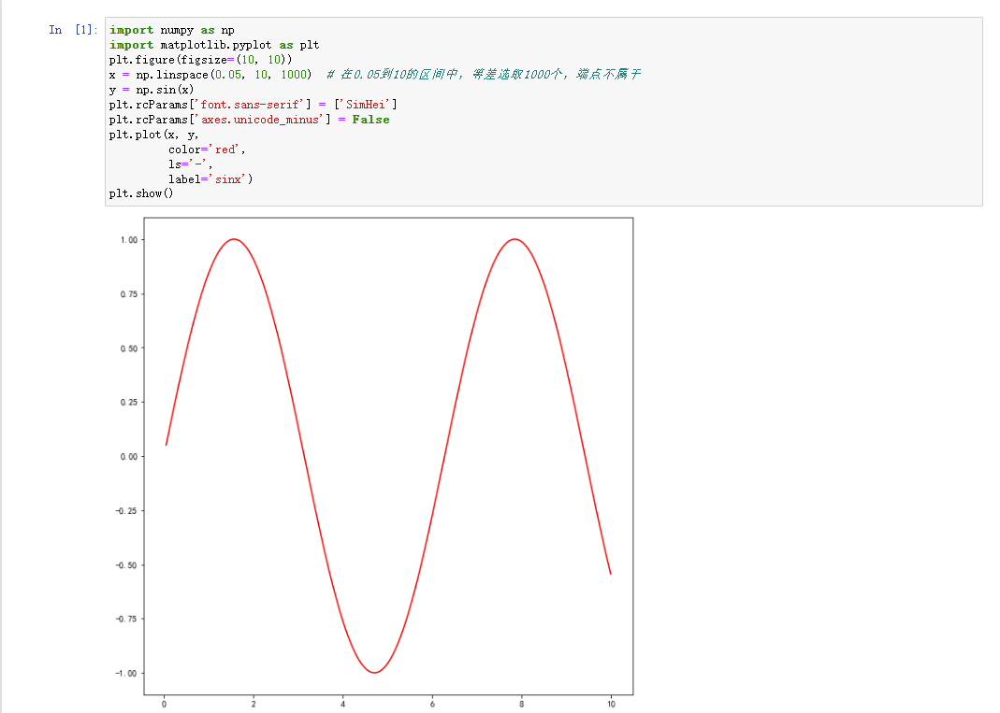 In [1]:
import numpy as np
import matplotlib.pyplot as plt
plt.figure(figsize=(10, 10))
x = np.linspace(0.05, 10, 1000)  # 在0.05到10的区间中，等差选取1000个，端点不属于
y = np.sin(x)
plt.rcParams['font.sans-serif'] = ['SimHei']
plt.rcParams['axes.unicode_minus'] = False
plt.plot(x, y,
         color='red',
         ls='-',
         label='sinx')
plt.show()
1.00
0.75
0.50
0.25
0.00
-0.25
-0.50
-0.75
-1.00
0 2 4 6 8 10